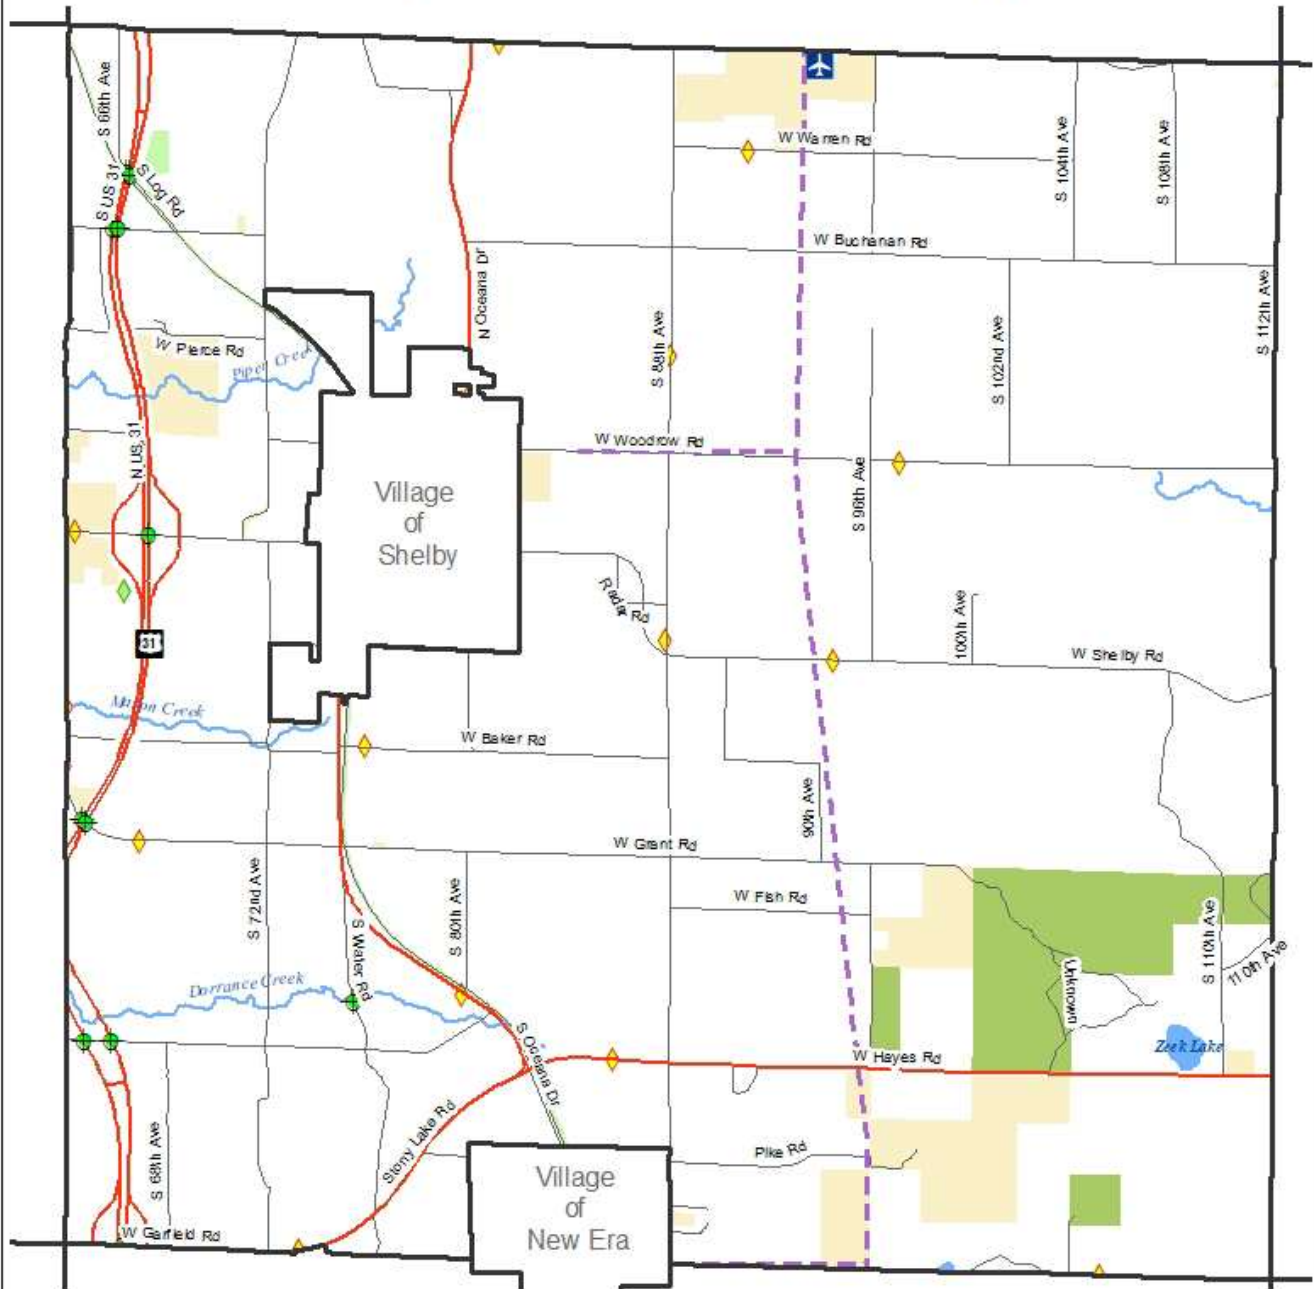 S 66th Ave
S US 31
S Log Rd
W Warren Rd
S 104th Ave
S 108th Ave
W Buchanan Rd
N Oceana Dr
S 112th Ave
S 88th Ave
S 102nd Ave
W Pierce Rd
Piper Creek
N US 31
W Woodrow Rd
S 96th Ave
Village
of
Shelby
Radar Rd
100th Ave
31
W Shelby Rd
Mason Creek
W Baker Rd
90th Ave
W Grant Rd
S 72nd Ave
S 80th Ave
W Fish Rd
S Water Rd
S 110th Ave
110th Ave
Unknown
Dorrance Creek
S Oceana Dr
W Hayes Rd
Zeek Lake
Stony Lake Rd
S 68th Ave
Pike Rd
Village
of
New Era
W Garfield Rd